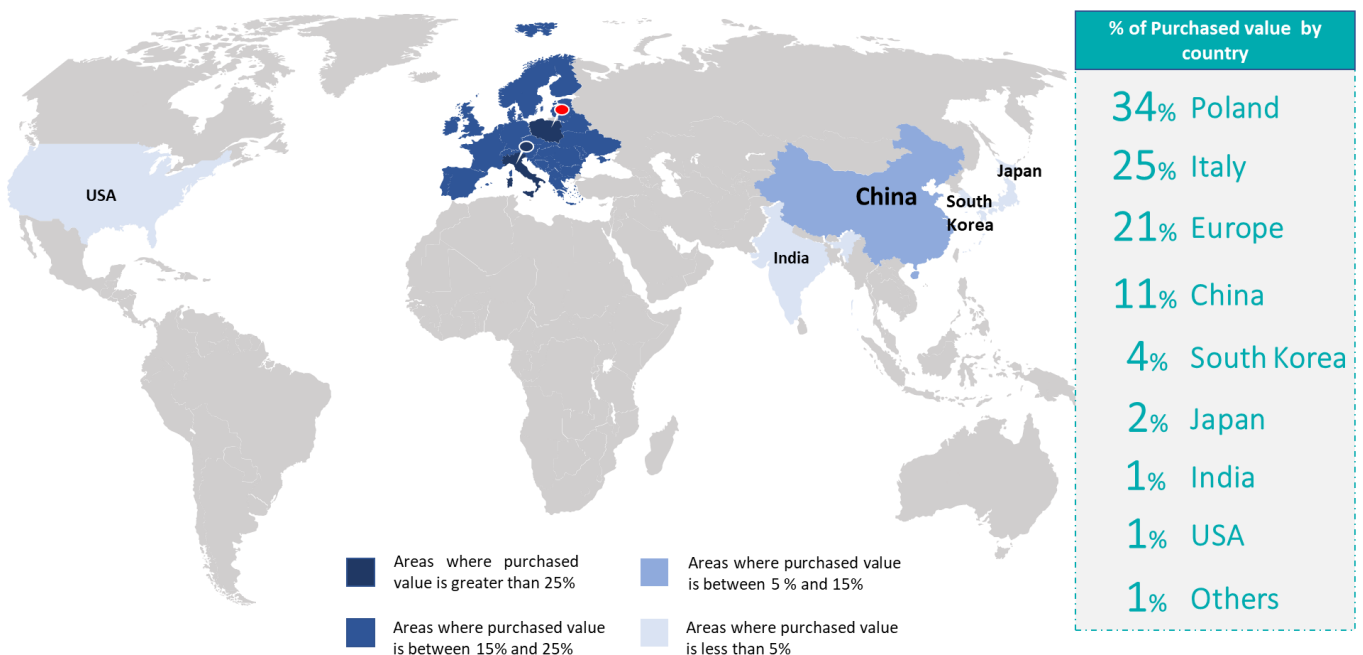 % of Purchased value by
country
34% Poland
25% Italy
21% Europe
11% China
4% South Korea
2% Japan
1% India
1% USA
1% Others
USA
China
Japan
South
Korea
India
Areas where purchased
value is greater than 25%
Areas where purchased value
is between 5 % and 15%
Areas where purchased value
is between 15% and 25%
Areas where purchased value
is less than 5%